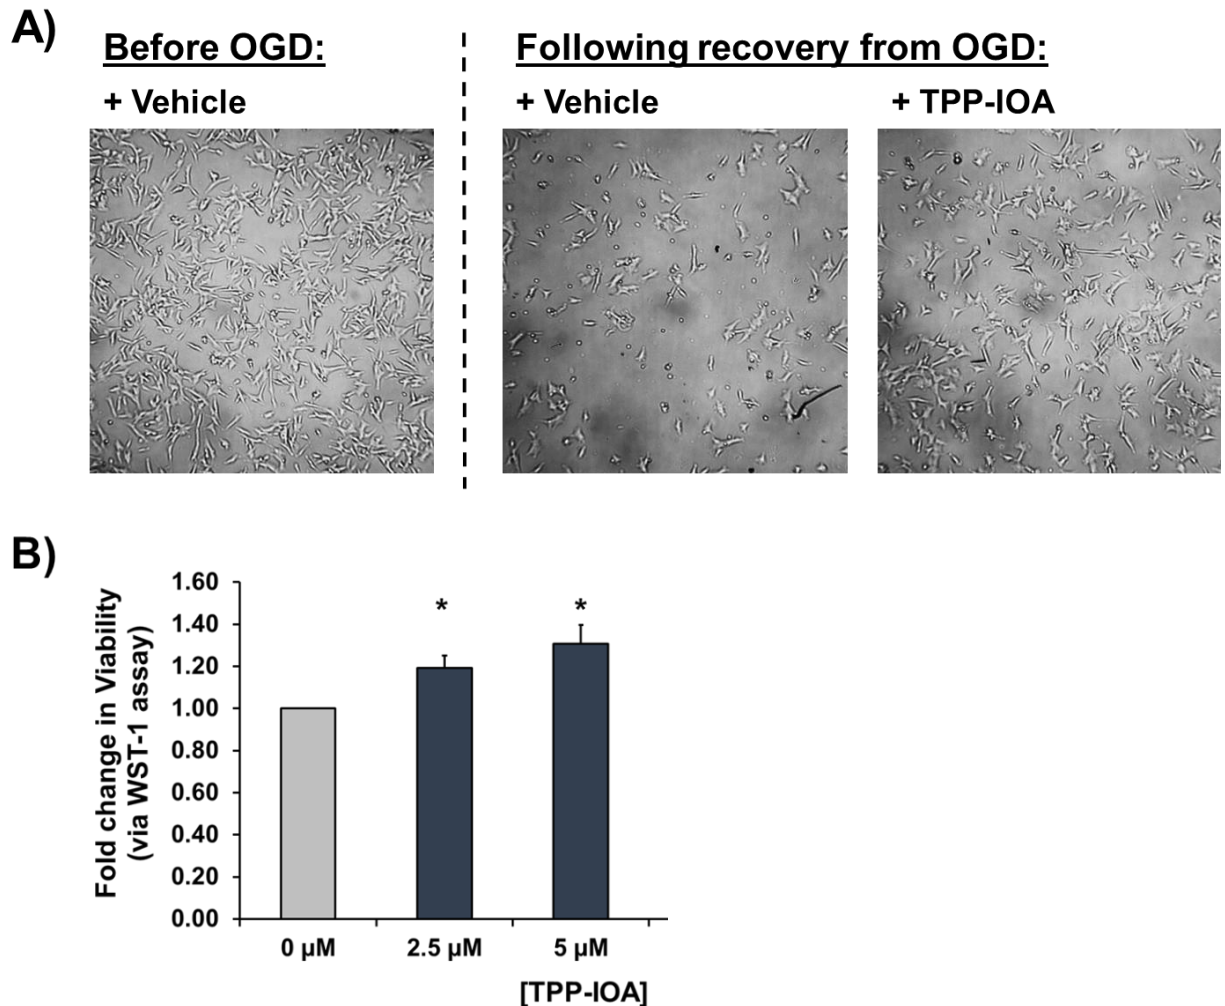 A)
Before OGD:
Following recovery from OGD:
+ Vehicle
+ Vehicle
+ TPP-IOA
B)
Fold change in Viability
(via WST-1 assay)
1.60
1.40
1.20
1.00
0.80
0.60
0.40
0.20
0.00
*
*
0 µM
2.5 µM
5 µM
[TPP-IOA]